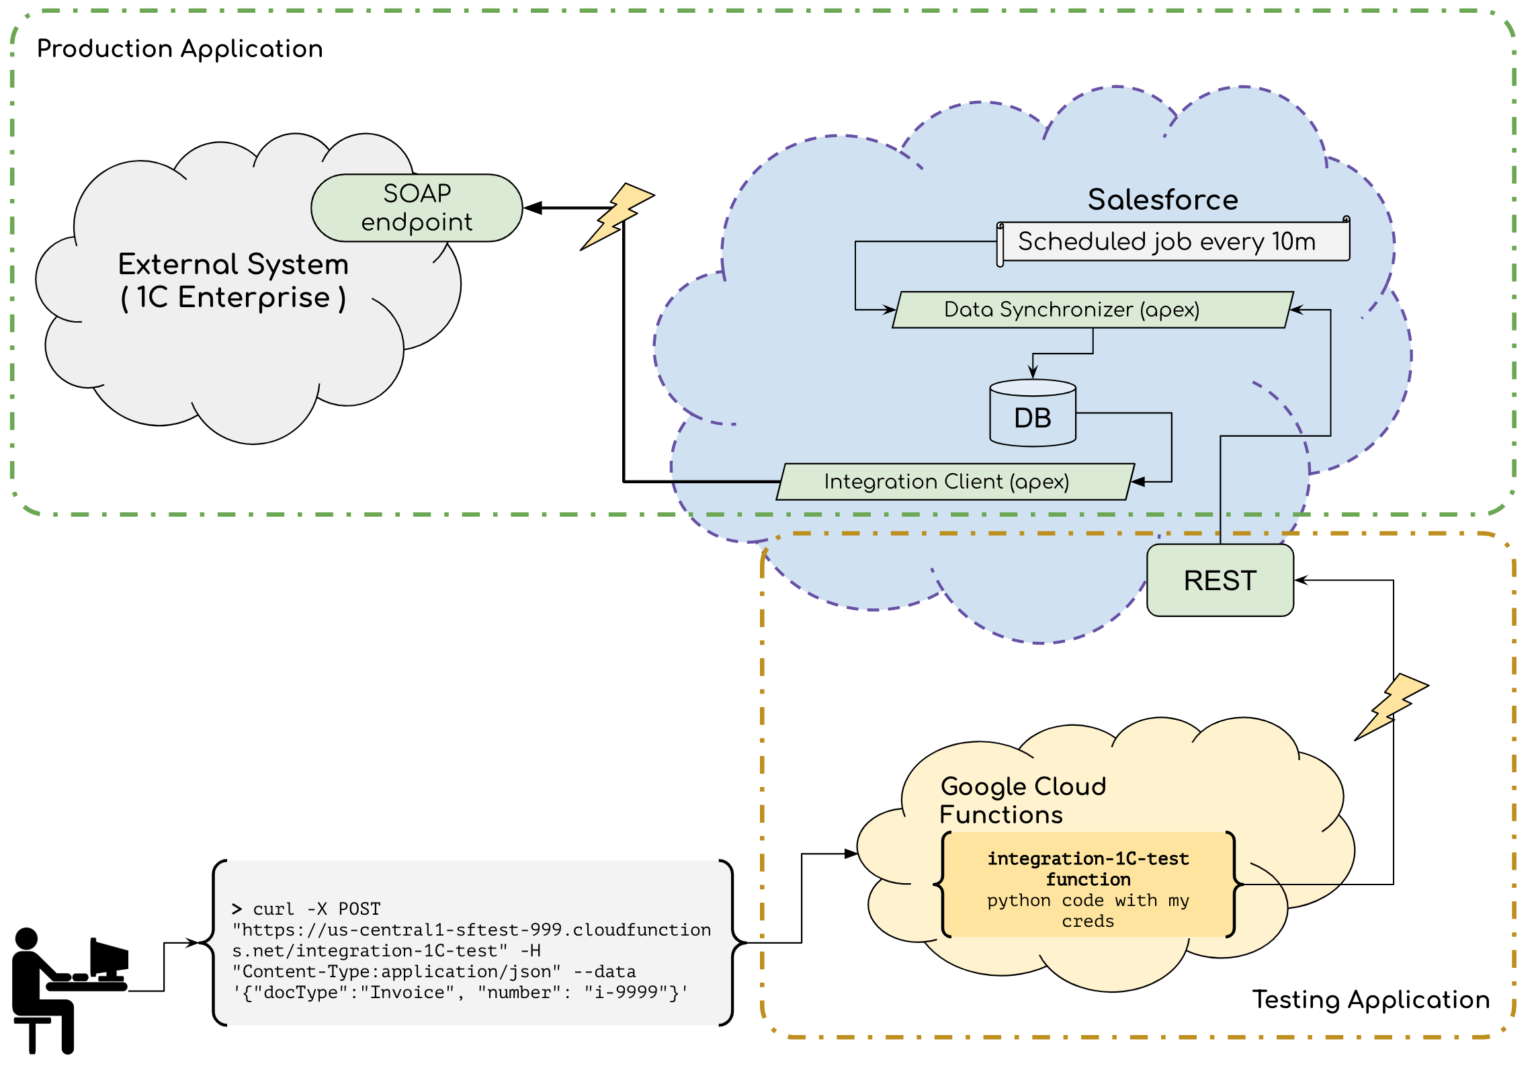 Production Application
SOAP
endpoint
External System
( 1C Enterprise )
Salesforce
Scheduled job every 10m
Data Synchronizer (apex)
DB
Integration Client (apex)
REST
Google Cloud
Functions
integration-1C-test
function
python code with my
creds
> curl -X POST
"https://us-central1-sftest-999.cloudfunction
s.net/integration-1C-test" -H
"Content-Type:application/json" --data
'{"docType":"Invoice", "number": "i-9999"}'
Testing Application